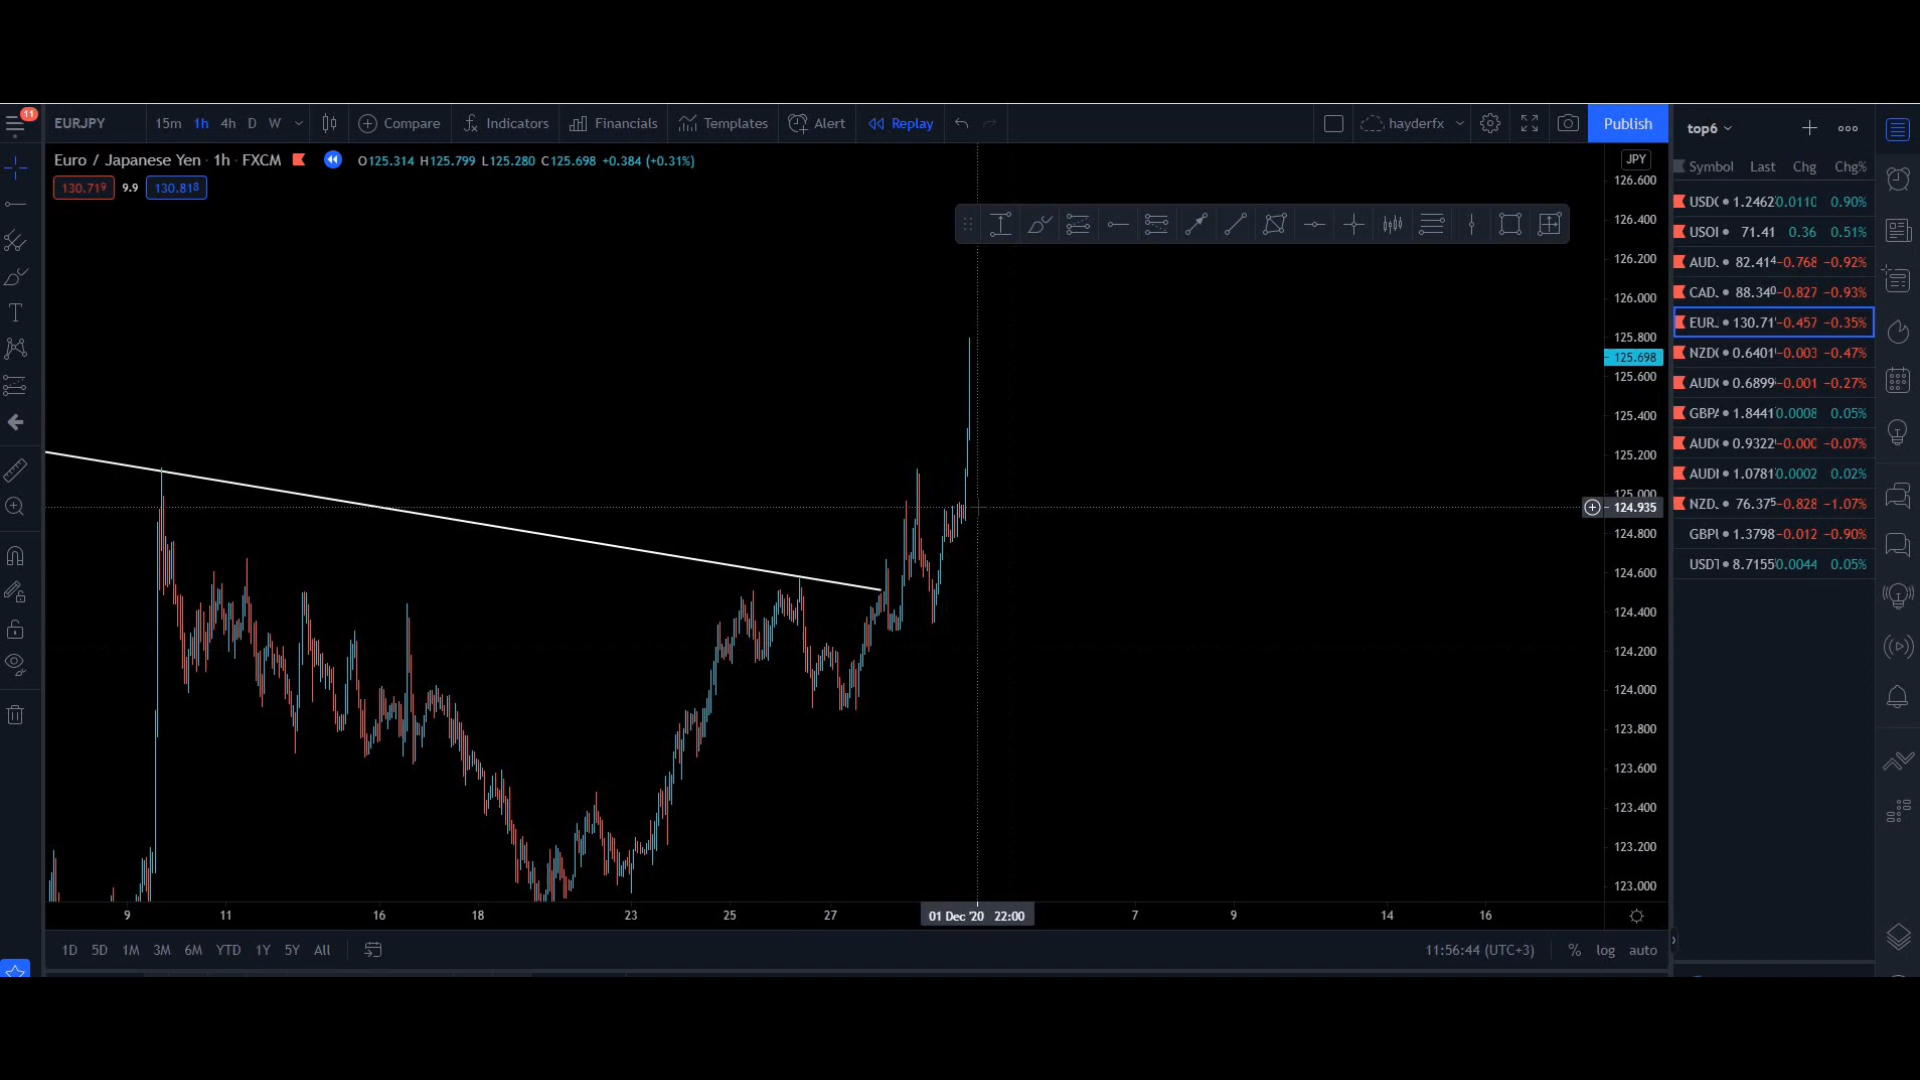 11
EURJPY 15m 1h 4h D W Compare Indicators Financials Templates Alert Replay hayderfx Publish
Euro / Japanese Yen · 1h · FXCM O125.314 H125.799 L125.280 C125.698 +0.384 (+0.31%)
130.719 9.9 130.818
JPY
126.600
126.400
126.200
126.000
125.800
125.698
125.600
125.400
125.200
125.000
124.935
124.800
124.600
124.400
124.200
124.000
123.800
123.600
123.400
123.200
123.000
9 11 16 18 23 25 27 01 Dec '20 22:00 7 9 14 16
1D 5D 1M 3M 6M YTD 1Y 5Y All 11:56:44 (UTC+3) % log auto
top6
Symbol Last Chg Chg%
1.2462 0.0110 0.90%
USOI 71.41 0.36 0.51%
AUD. 82.414 −0.768 −0.92%
CAD. 88.340 −0.827 −0.93%
EUR. 130.71 −0.457 −0.35%
0.6401 −0.003 −0.47%
0.6899 −0.001 −0.27%
1.8441 0.0008 0.05%
0.9322 −0.000 −0.07%
1.0781 0.0002 0.02%
NZD. 76.375 −0.828 −1.07%
1.3798 −0.012 −0.90%
8.7155 0.0044 0.05%